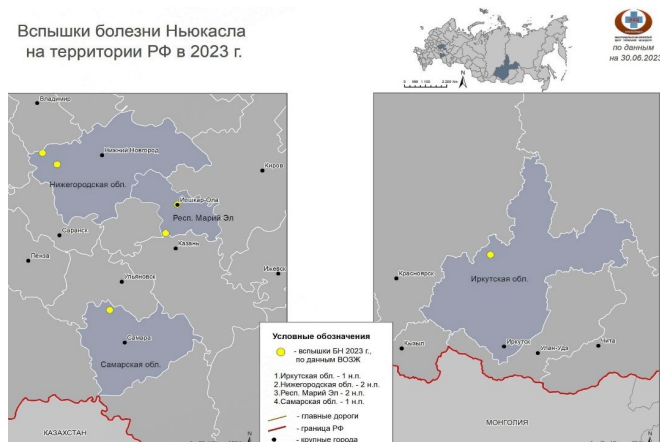 Вспышки болезни Ньюкасла
на территории РФ в 2023 г.
по данным
на 30.06.2023
Владимир
Нижний Новгород
Киров
Нижегородская обл.
Йошкар-Ола
Респ. Марий Эл
Саранск
Казань
Пенза
Ульяновск
Ижевск
Самара
Самарская обл.
КАЗАХСТАН
Красноярск
Иркутская обл.
Кызыл
Иркутск
Улан-Удэ
Чита
МОНГОЛИЯ
Условные обозначения
- вспышки БН 2023 г.,
по данным ВОЗЖ
1.Иркутская обл. - 1 н.п.
2.Нижегородская обл. - 2 н.п.
3.Респ. Марий Эл - 2 н.п.
4.Самарская обл. - 1 н.п.
- главные дороги
- граница РФ
- крупные города